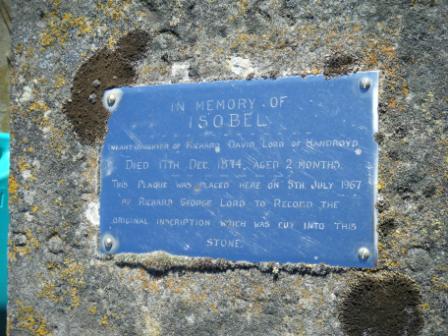 IN MEMORY OF
ISOBEL
INFANT DAUGHTER OF RICHARD DAVID LORD OF BANDROYD
DIED 17TH DEC. 1844, AGED 2 MONTHS.
THIS PLAQUE WAS PLACED HERE ON 5TH JULY 1967
BY RICHARD GEORGE LORD TO RECORD THE
ORIGINAL INSCRIPTION WHICH WAS CUT INTO THIS
STONE.